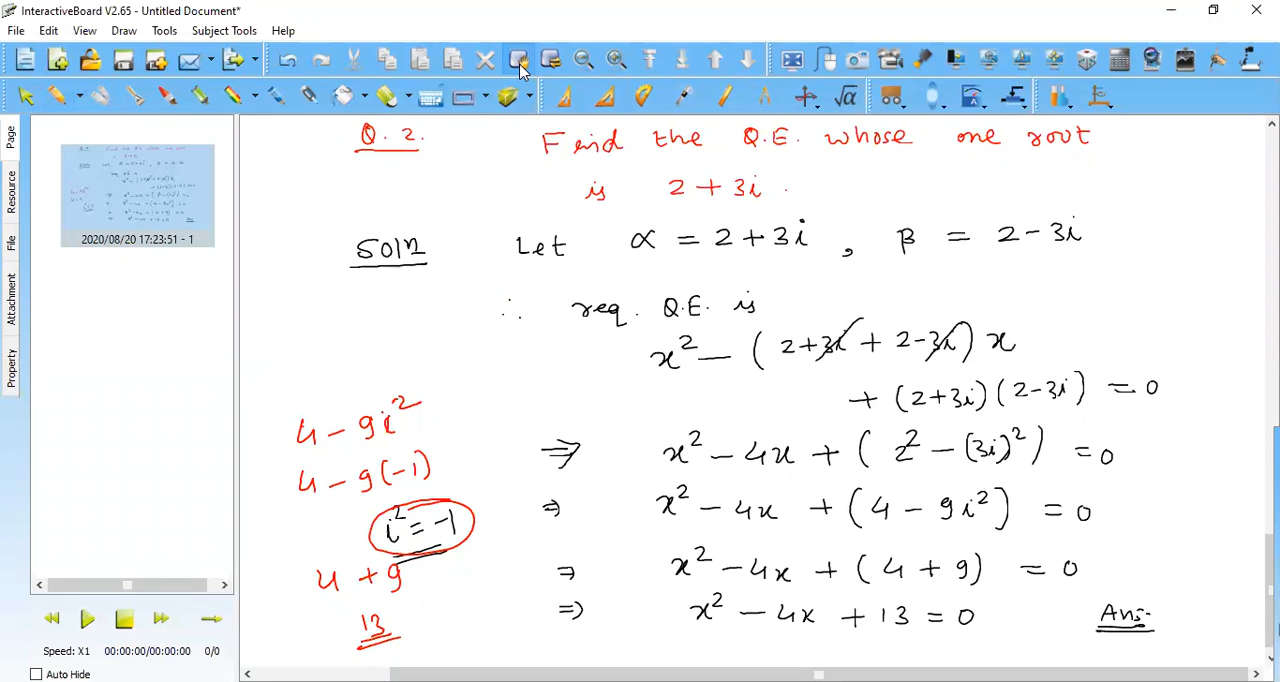 InteractiveBoard V2.65 - Untitled Document*
File Edit View Draw Tools Subject Tools Help
Page
Resource
File
Attachment
Property
2020/08/20 17:23:51 - 1
Speed: X1 00:00:00/00:00:00 0/0
Auto Hide
Q. 2. Find the Q.E. whose one root
is 2 + 3i .
Soln Let α = 2 + 3i , β = 2 - 3i
∴ req. Q.E. is
x² - ( 2+3i + 2-3i ) x
+ (2+3i) (2-3i) = 0
⇒ x² - 4x + ( 2² - (3i)² ) = 0
⇒ x² - 4x + (4 - 9i²) = 0
⇒ x² - 4x + ( 4 + 9) = 0
⇒ x² - 4x + 13 = 0 Ans-
4 - 9i²
4 - 9(-1)
i² = -1
4 + 9
13